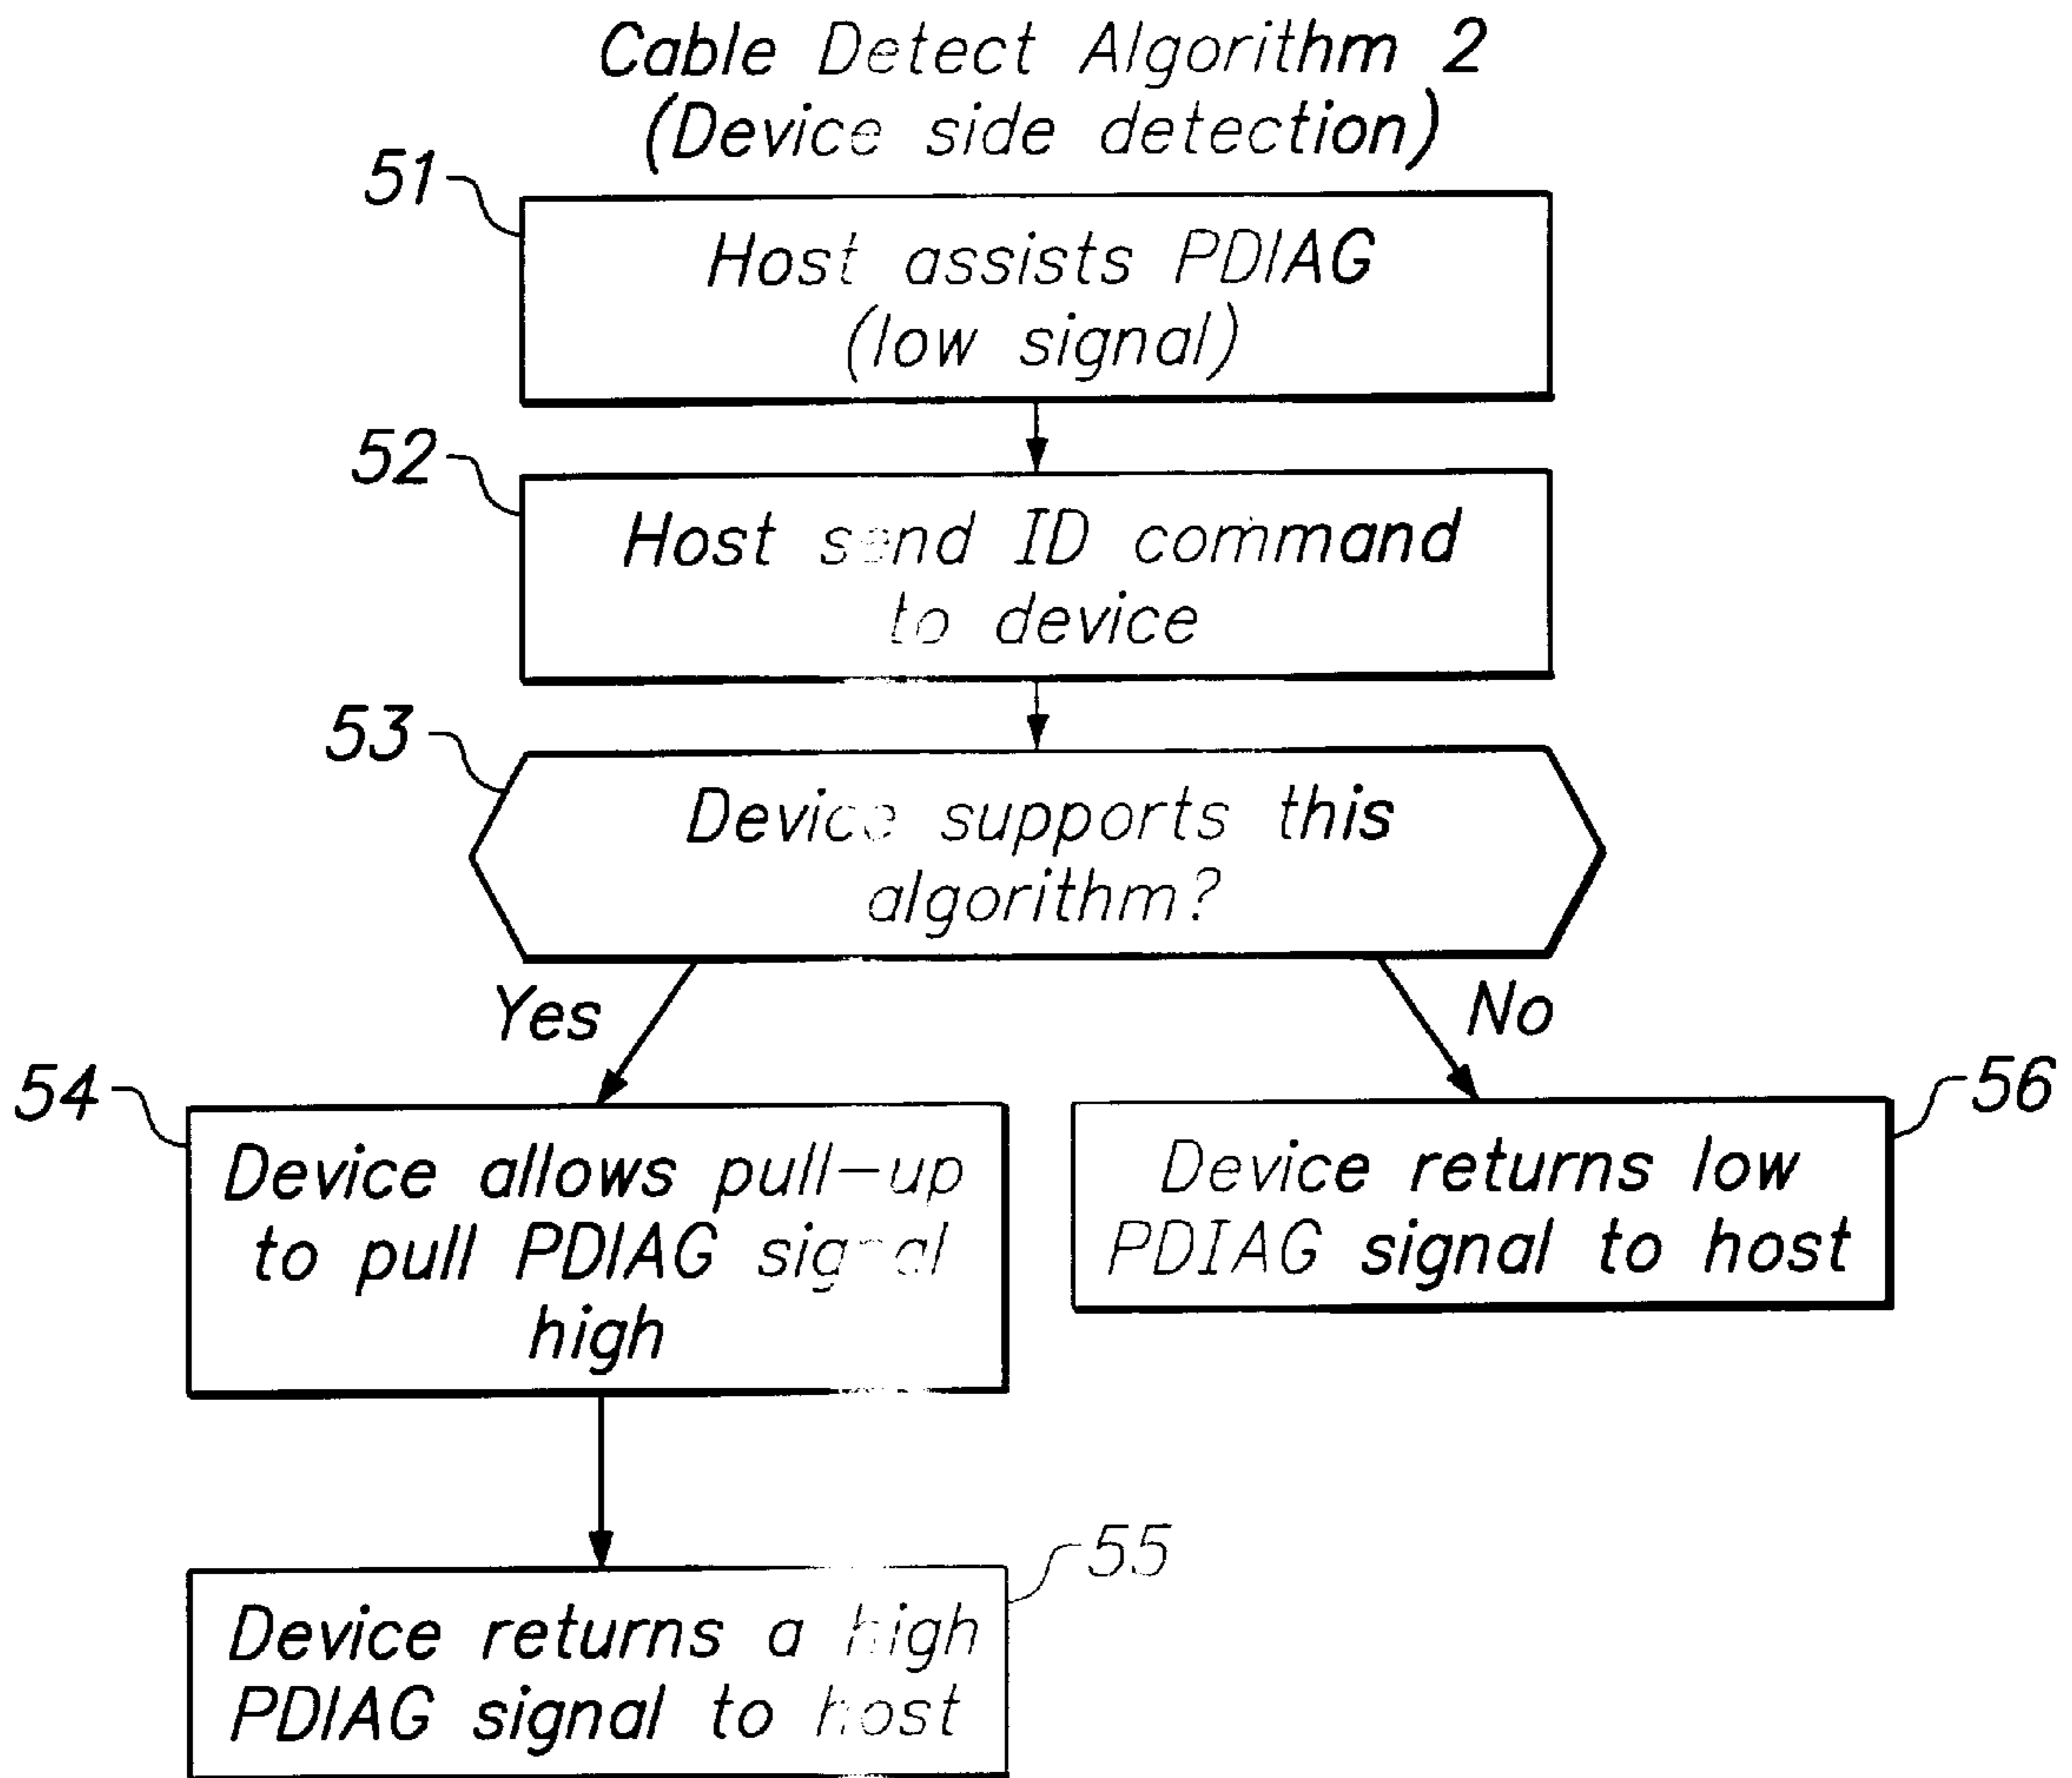 Cable Detect Algorithm 2
(Device side detection)
51
Host assists PDIAG
(low signal)
52
Host send ID command
to device
53
Device supports this
algorithm?
Yes
No
54
Device allows pull-up
to pull PDIAG signal
high
56
Device returns low
PDIAG signal to host
55
Device returns a high
PDIAG signal to host